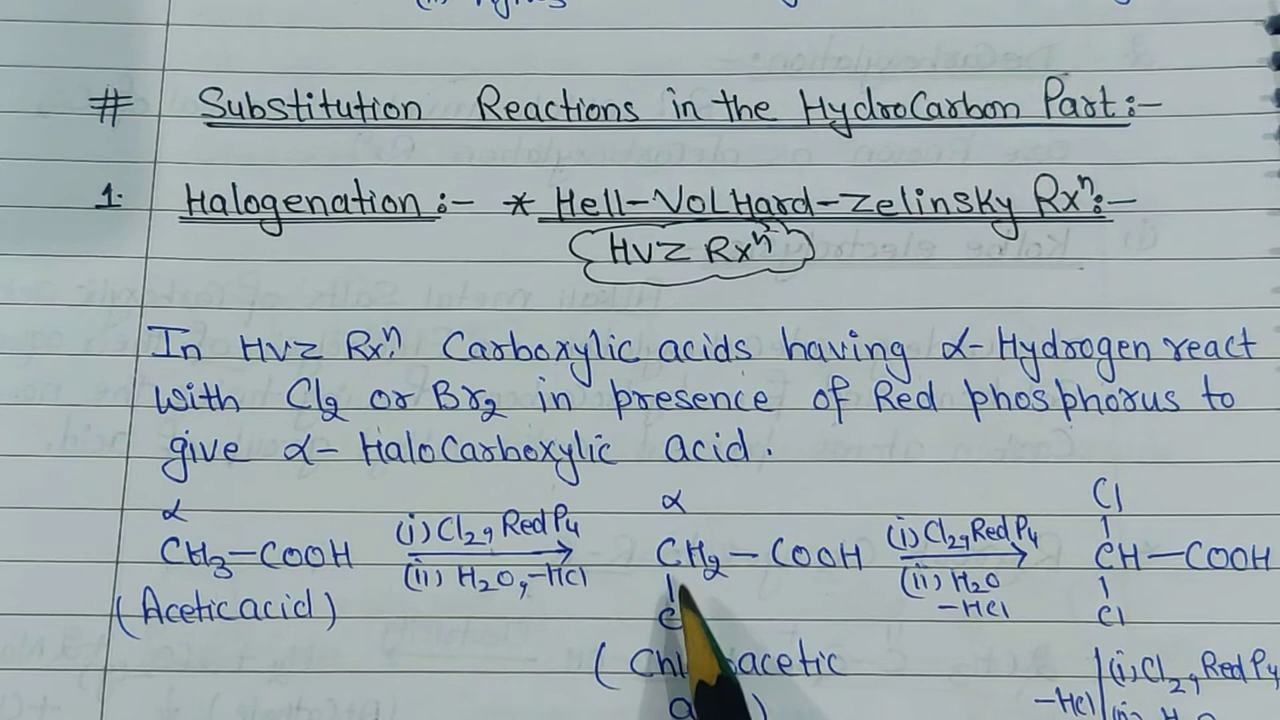 # Substitution Reactions in the HydroCarbon Part:-
1. Halogenation:- * Hell-VolHard-Zelinsky Rxⁿ:-
{HVZ Rxⁿ}
In HVZ Rxⁿ. Carboxylic acids having α-Hydrogen react
with Cl₂ or Br₂ in presence of Red phosphorus to
give α-HaloCarboxylic acid.
α α Cl
(i) Cl₂, Red P₄ (i) Cl₂, Red P₄
CH₃-COOH CH₂-COOH CH-COOH
(ii) H₂O, -HCl (ii) H₂O
-HCl
(Acetic acid) Cl
( acetic
(i) Cl₂, Red P₄
-HCl